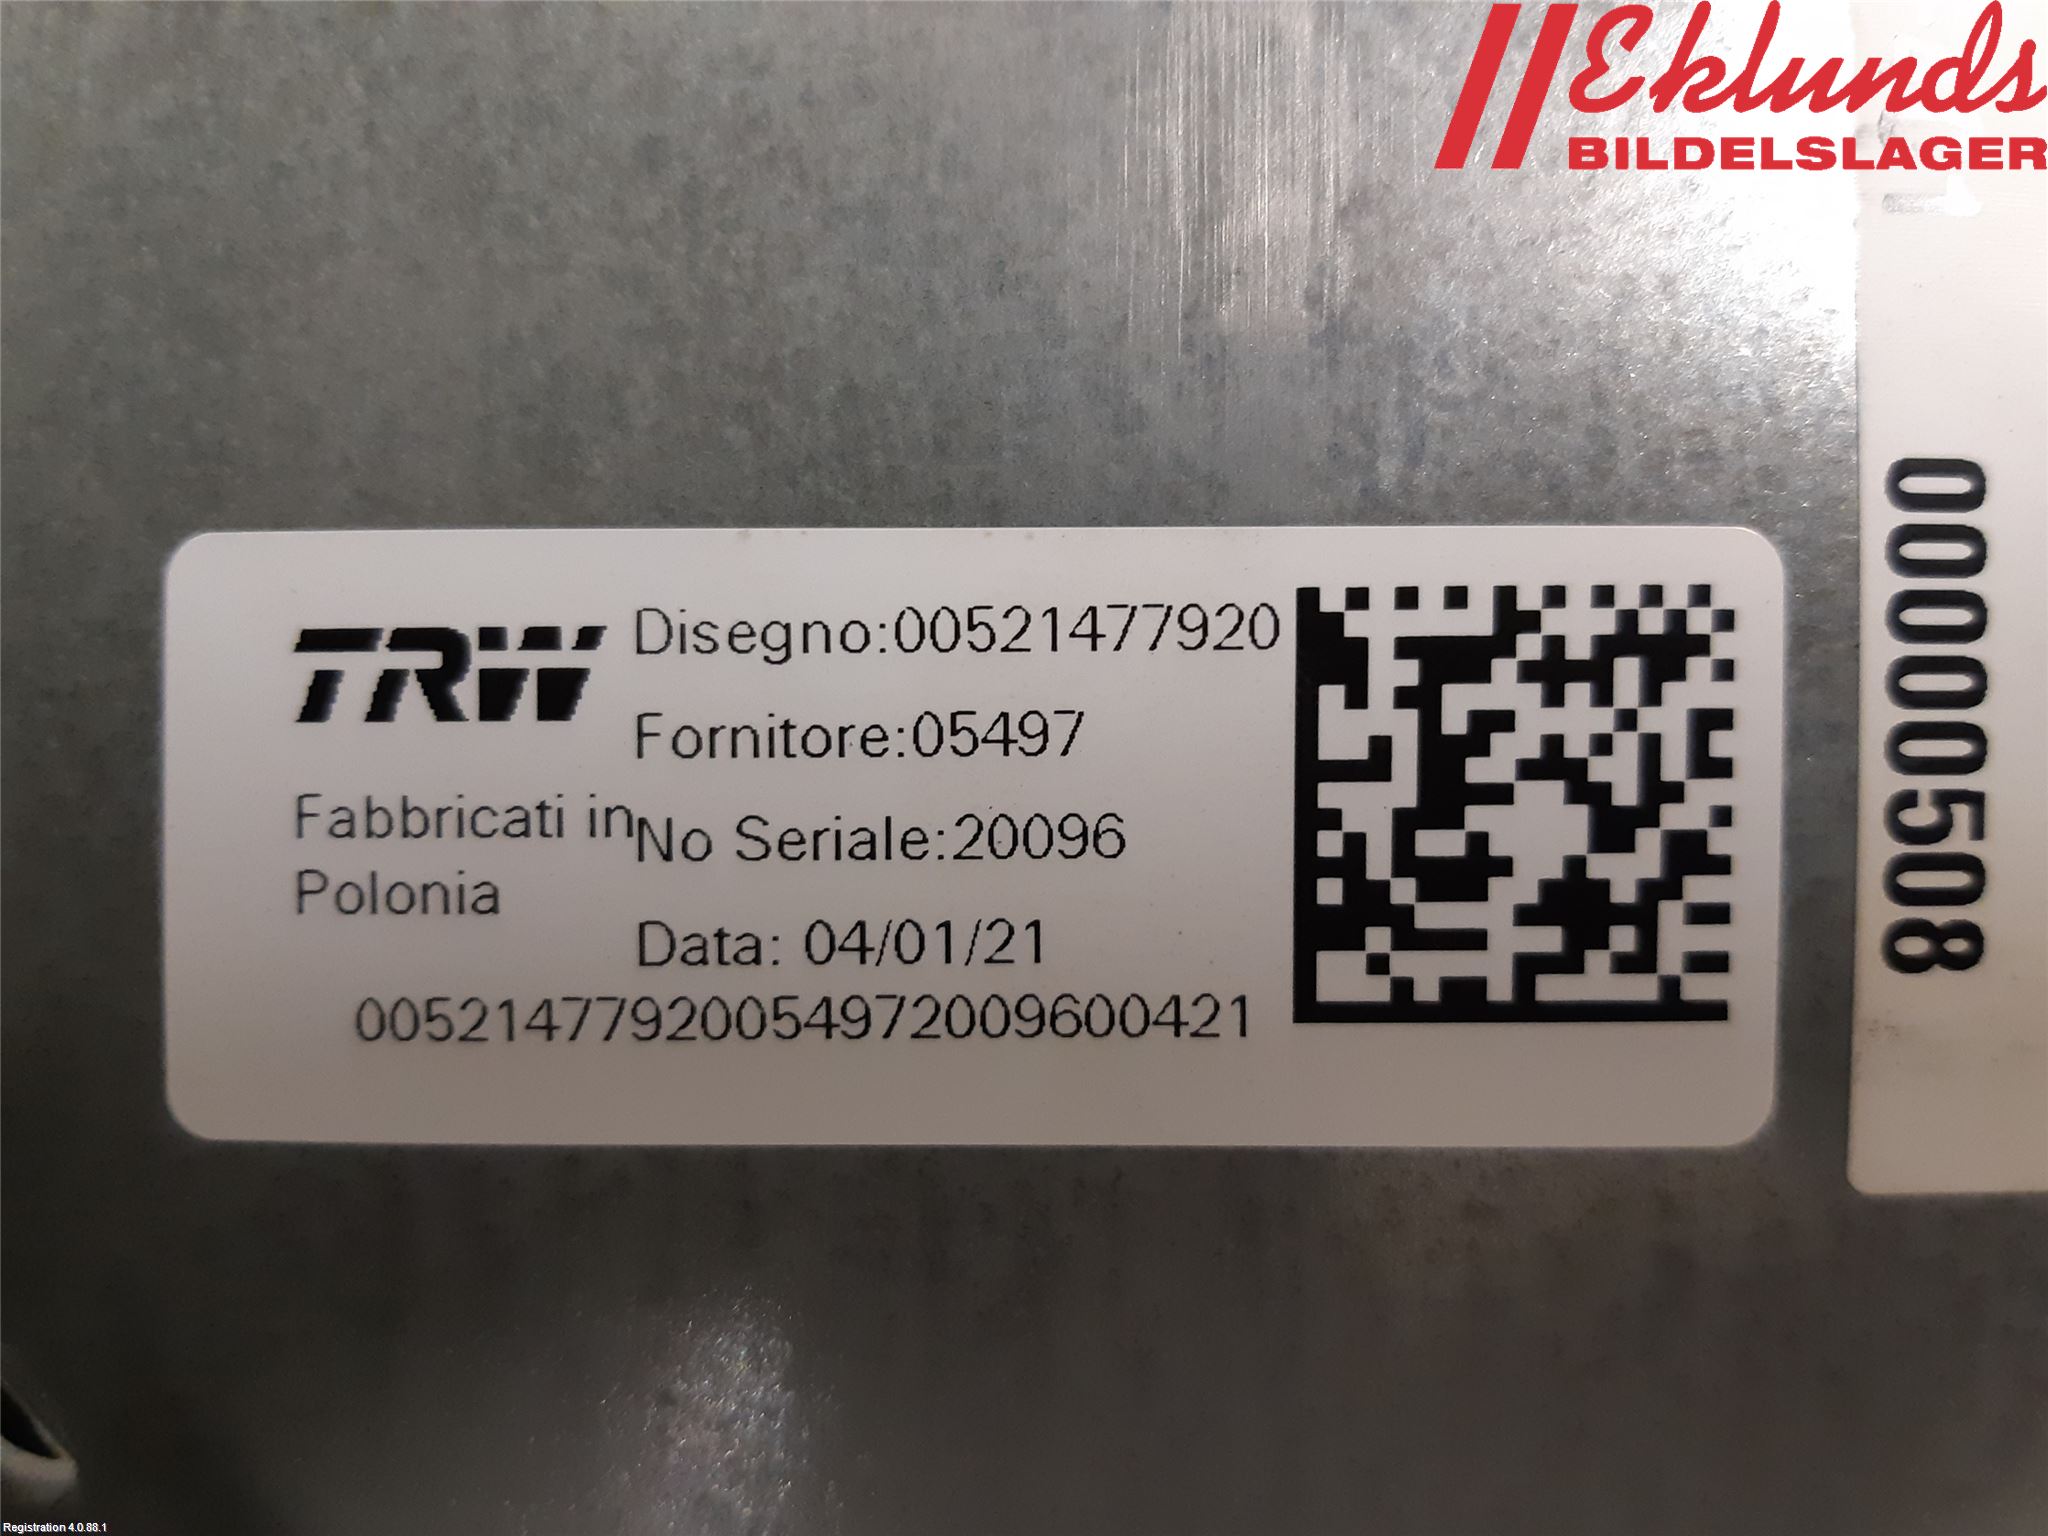 Eklunds
BILDELSLAGER
TRW
Disegno:00521477920
Fornitore:05497
Fabbricati in
Polonia
No Seriale:20096
Data: 04/01/21
00521477920054972009600421
00000508
Registration 4.0.88.1